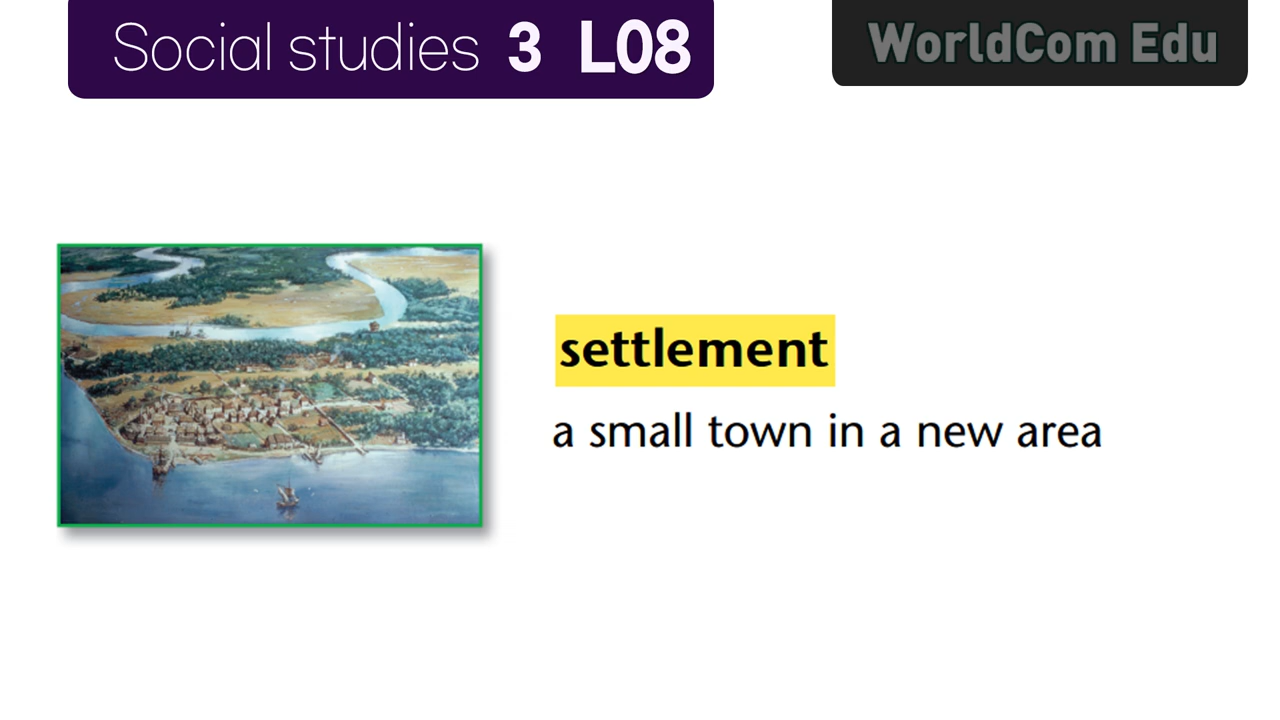 Social studies 3 L08
WorldCom Edu
settlement
a small town in a new area